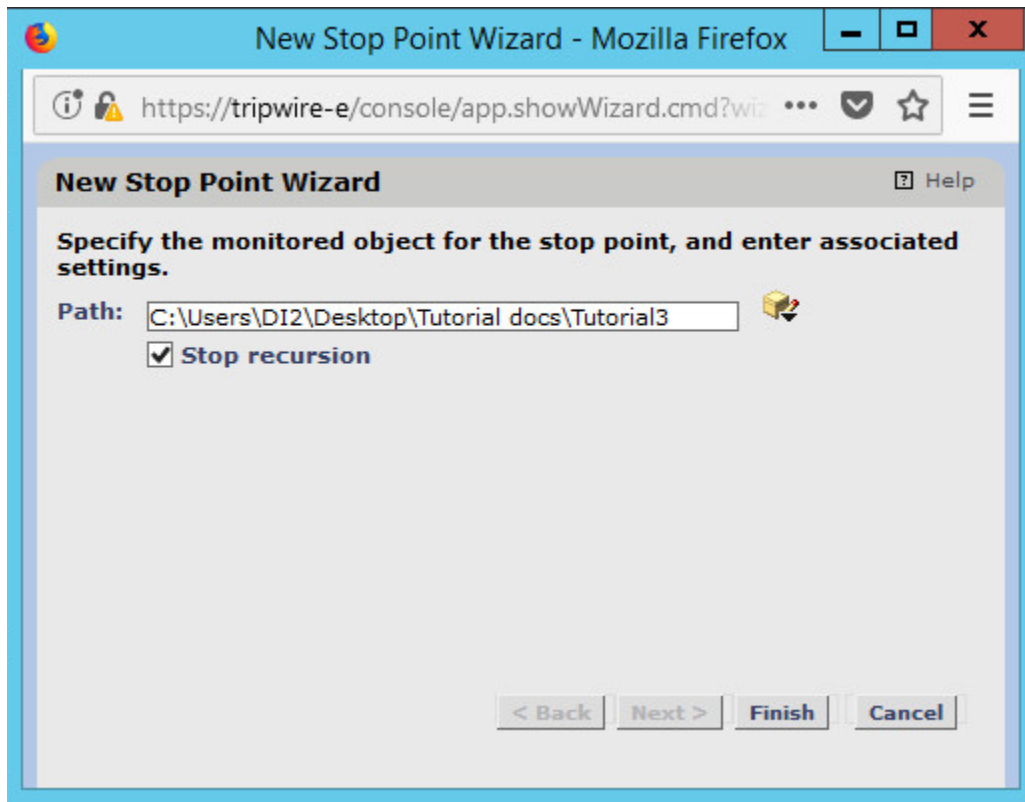 New Stop Point Wizard - Mozilla Firefox
https://tripwire-e/console/app.showWizard.cmd?wiz
New Stop Point Wizard
? Help
Specify the monitored object for the stop point, and enter associated
settings.
Path: C:\Users\DI2\Desktop\Tutorial docs\Tutorial3
Stop recursion
< Back Next > Finish Cancel